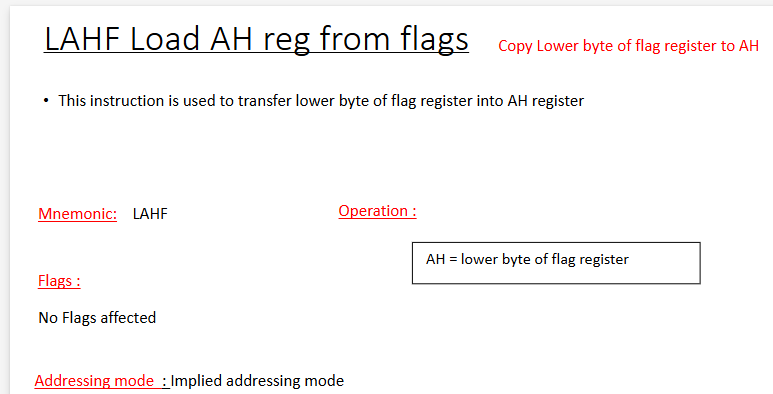 LAHF Load AH reg from flags Copy Lower byte of flag register to AH
• This instruction is used to transfer lower byte of flag register into AH register
Mnemonic: LAHF Operation :
AH = lower byte of flag register
Flags :
No Flags affected
Addressing mode : Implied addressing mode